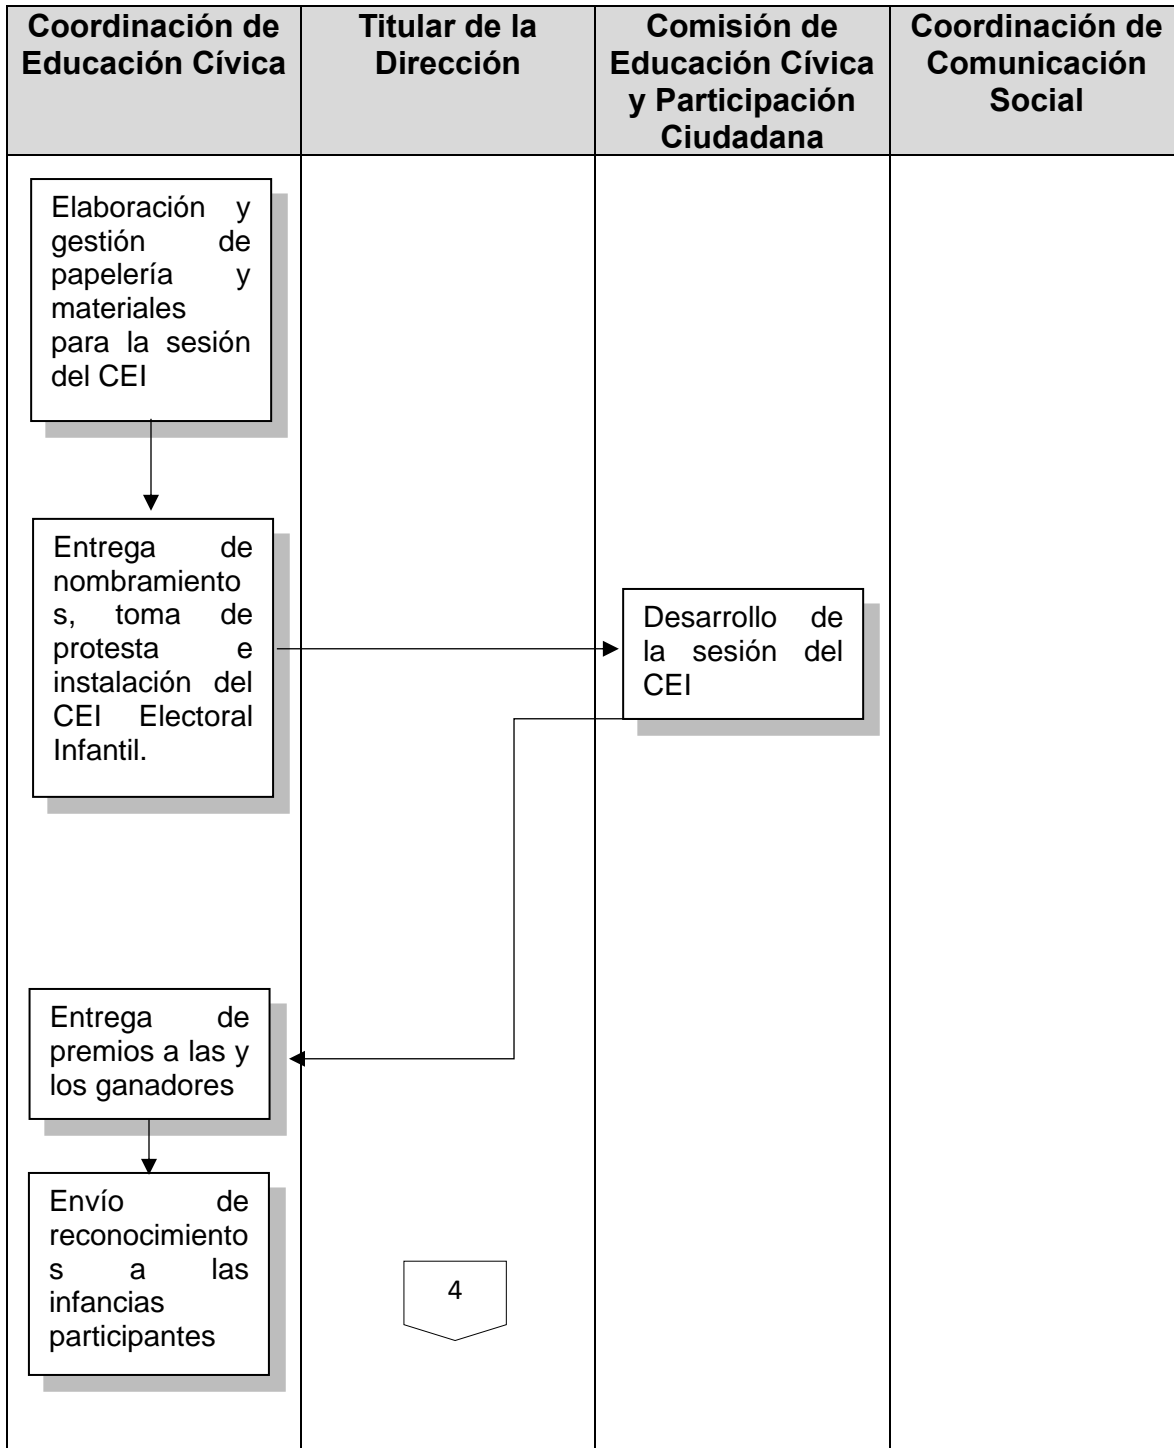 Coordinación de
Educación Cívica
Titular de la
Dirección
Comisión de
Educación Cívica
y Participación
Ciudadana
Coordinación de
Comunicación
Social
Elaboración y
gestión de
papelería y
materiales
para la sesión
del CEI
Entrega de
nombramiento
s, toma de
protesta e
instalación del
CEI Electoral
Infantil.
Desarrollo de
la sesión del
CEI
Entrega de
premios a las y
los ganadores
Envío de
reconocimiento
s a las
infancias
participantes
4